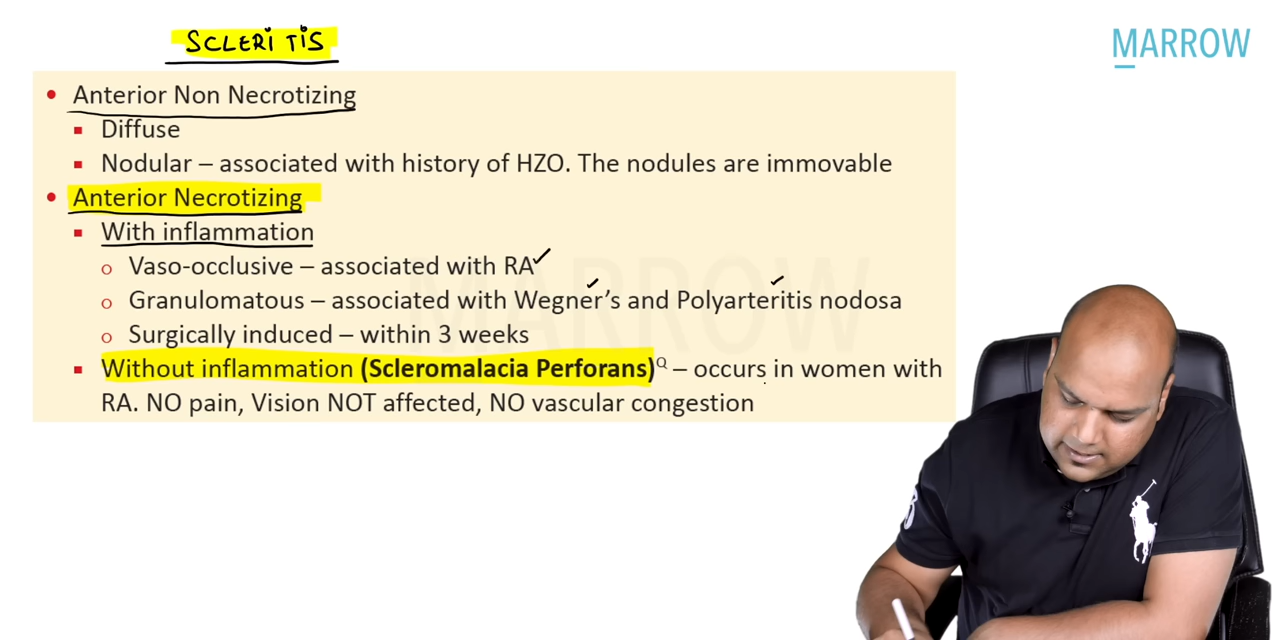 SCLERITIS
MARROW
• Anterior Non Necrotizing
▪ Diffuse
▪ Nodular – associated with history of HZO. The nodules are immovable
• Anterior Necrotizing
▪ With inflammation
o Vaso-occlusive – associated with RA✓
o Granulomatous – associated with Wegner's and Polyarteritis nodosa
o Surgically induced – within 3 weeks
▪ Without inflammation (Scleromalacia Perforans)Q – occurs in women with
RA. NO pain, Vision NOT affected, NO vascular congestion
MARROW